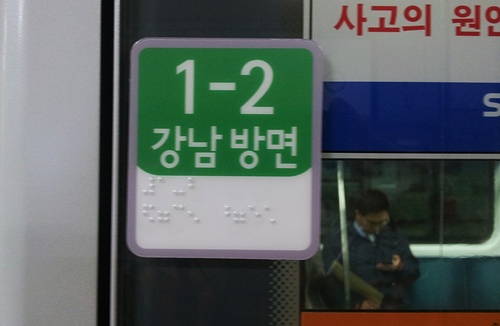 사고의 원인
1-2
강남 방면
S